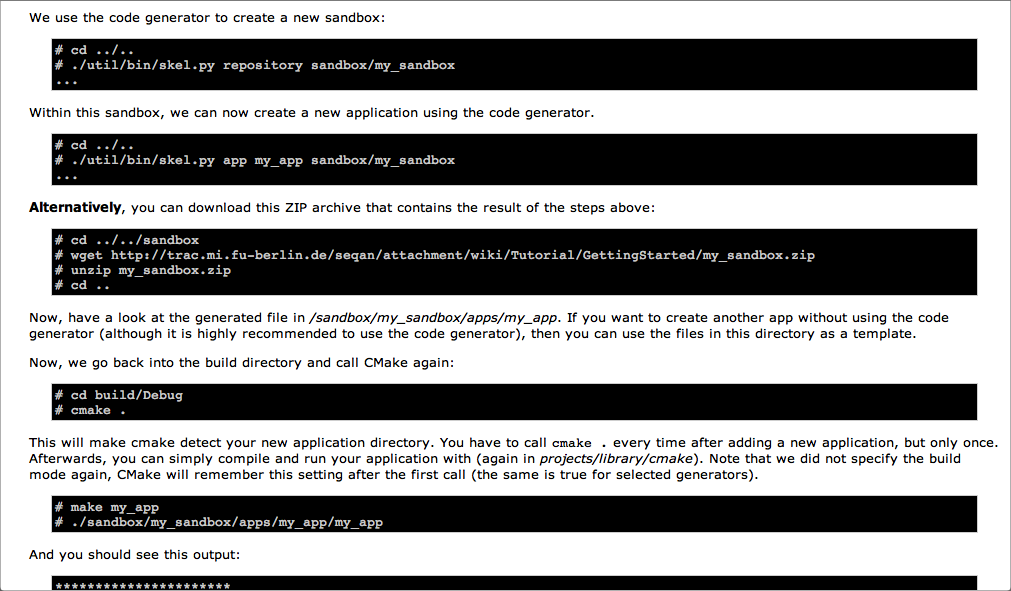 We use the code generator to create a new sandbox:
# cd ../..
# ./util/bin/skel.py repository sandbox/my_sandbox
...
Within this sandbox, we can now create a new application using the code generator.
# cd ../..
# ./util/bin/skel.py app my_app sandbox/my_sandbox
...
Alternatively, you can download this ZIP archive that contains the result of the steps above:
# cd ../../sandbox
# wget http://trac.mi.fu-berlin.de/seqan/attachment/wiki/Tutorial/GettingStarted/my_sandbox.zip
# unzip my_sandbox.zip
# cd ..
Now, have a look at the generated file in /sandbox/my_sandbox/apps/my_app. If you want to create another app without using the code
generator (although it is highly recommended to use the code generator), then you can use the files in this directory as a template.
Now, we go back into the build directory and call CMake again:
# cd build/Debug
# cmake .
This will make cmake detect your new application directory. You have to call cmake . every time after adding a new application, but only once.
Afterwards, you can simply compile and run your application with (again in projects/library/cmake). Note that we did not specify the build
mode again, CMake will remember this setting after the first call (the same is true for selected generators).
# make my_app
# ./sandbox/my_sandbox/apps/my_app/my_app
And you should see this output:
**********************